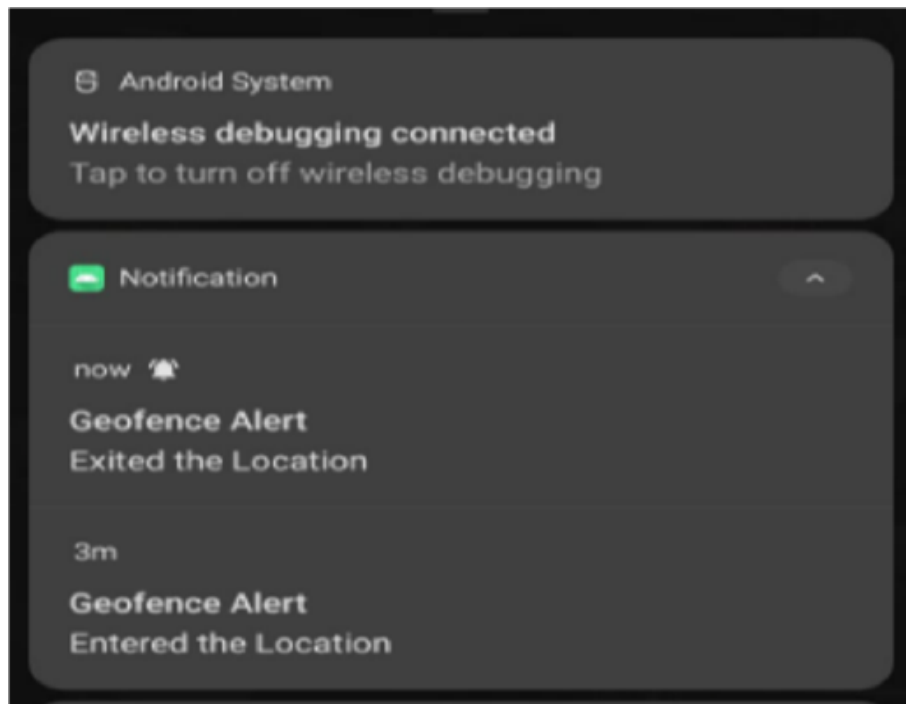 Android System
Wireless debugging connected
Tap to turn off wireless debugging
Notification
now
Geofence Alert
Exited the Location
3m
Geofence Alert
Entered the Location